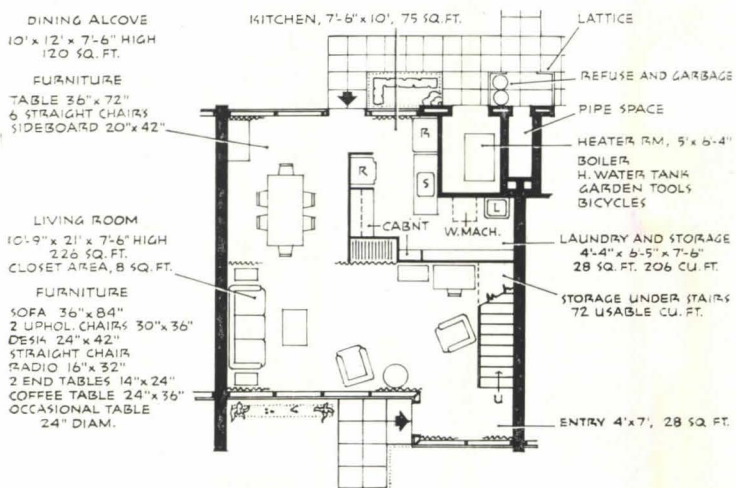 DINING ALCOVE
10' x 12' x 7'-6" HIGH
120 SQ. FT.
FURNITURE
TABLE 36" x 72"
6 STRAIGHT CHAIRS
SIDEBOARD 20" x 42"
LIVING ROOM
10'-9" x 21' x 7'-6" HIGH
226 SQ. FT.
CLOSET AREA, 8 SQ. FT.
FURNITURE
SOFA 36" x 84"
2 UPHOL. CHAIRS 30" x 36"
DESK 24" x 42"
STRAIGHT CHAIR
RADIO 16" x 32"
2 END TABLES 14" x 24"
COFFEE TABLE 24" x 36"
OCCASIONAL TABLE
24" DIAM.
KITCHEN, 7'-6" x 10', 75 SQ. FT.
R
R
S
L
CABNT
W. MACH.
U
LATTICE
REFUSE AND GARBAGE
PIPE SPACE
HEATER RM, 5' x 6'-4"
BOILER
H. WATER TANK
GARDEN TOOLS
BICYCLES
LAUNDRY AND STORAGE
4'-4" x 6'-5" x 7'-6"
28 SQ. FT. 206 CU. FT.
STORAGE UNDER STAIRS
72 USABLE CU. FT.
ENTRY 4' x 7', 28 SQ. FT.